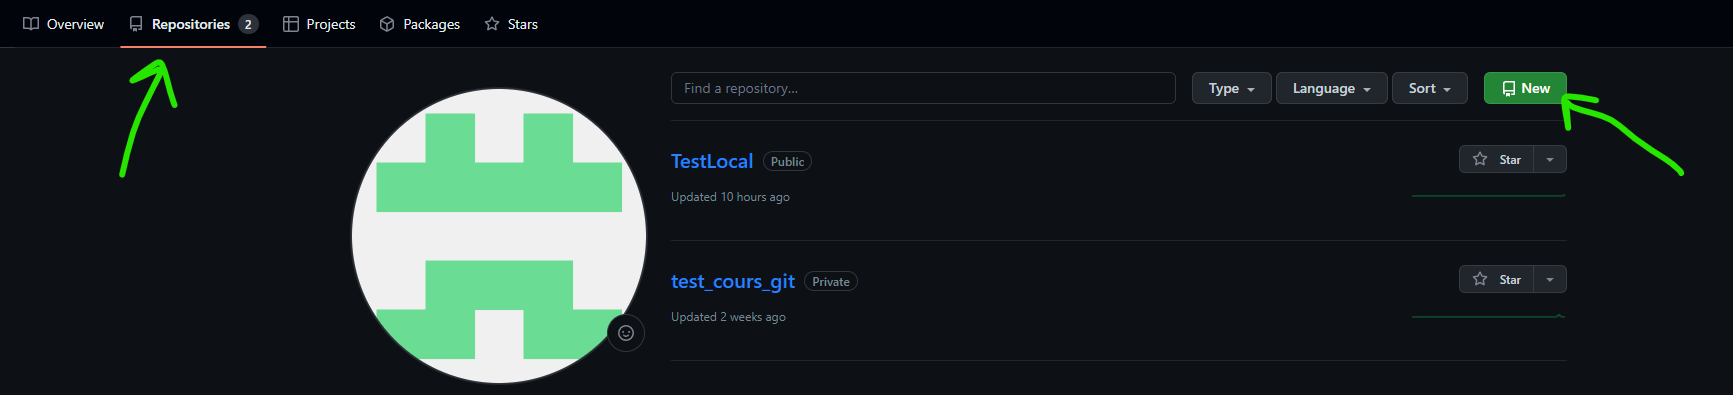 Overview Repositories 2 Projects Packages Stars
Find a repository... Type Language Sort New
TestLocal Public Star
Updated 10 hours ago
test_cours_git Private Star
Updated 2 weeks ago